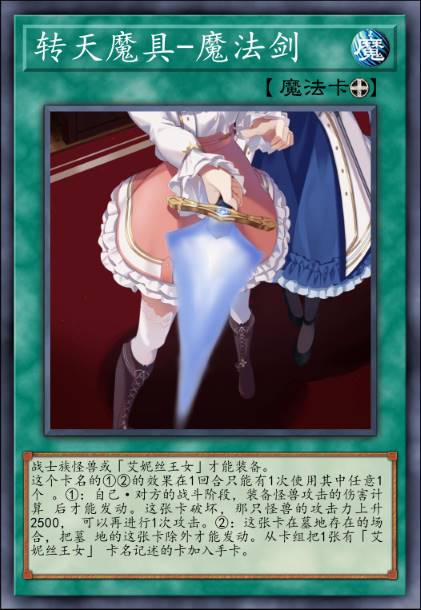 转天魔具-魔法剑
魔
【魔法卡】
战士族怪兽或「艾妮丝王女」才能装备。
这个卡名的①②的效果在1回合只能有1次使用其中任意1
个 。①：自己·对方的战斗阶段，装备怪兽攻击的伤害计
算 后才能发动。这张卡破坏，那只怪兽的攻击力上升
2500， 可以再进行1次攻击。②：这张卡在墓地存在的场
合，把墓 地的这张卡除外才能发动。从卡组把1张有「艾
妮丝王女」 卡名记述的卡加入手卡。